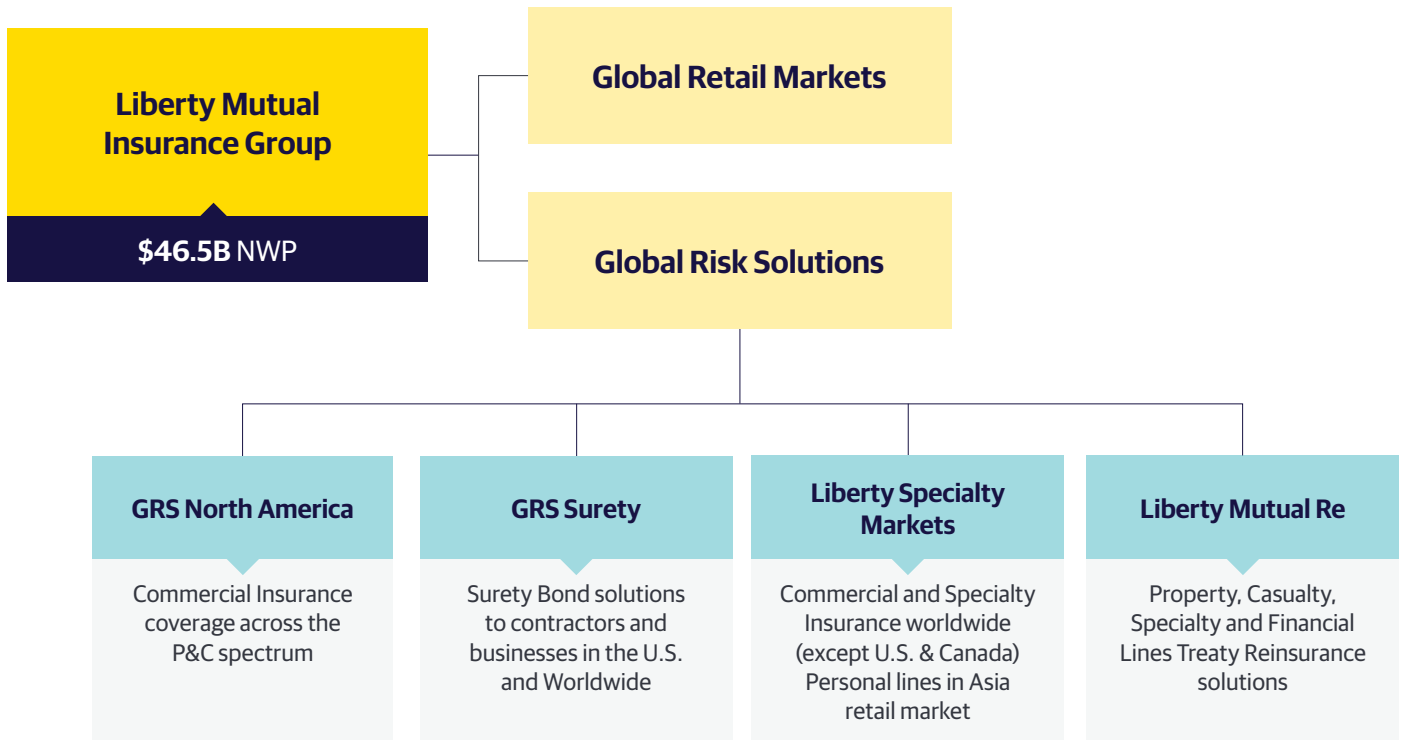 Liberty Mutual
Insurance Group
$46.5B NWP
Global Retail Markets
Global Risk Solutions
GRS North America
Commercial Insurance
coverage across the
P&C spectrum
GRS Surety
Surety Bond solutions
to contractors and
businesses in the U.S.
and Worldwide
Liberty Specialty
Markets
Commercial and Specialty
Insurance worldwide
(except U.S. & Canada)
Personal lines in Asia
retail market
Liberty Mutual Re
Property, Casualty,
Specialty and Financial
Lines Treaty Reinsurance
solutions